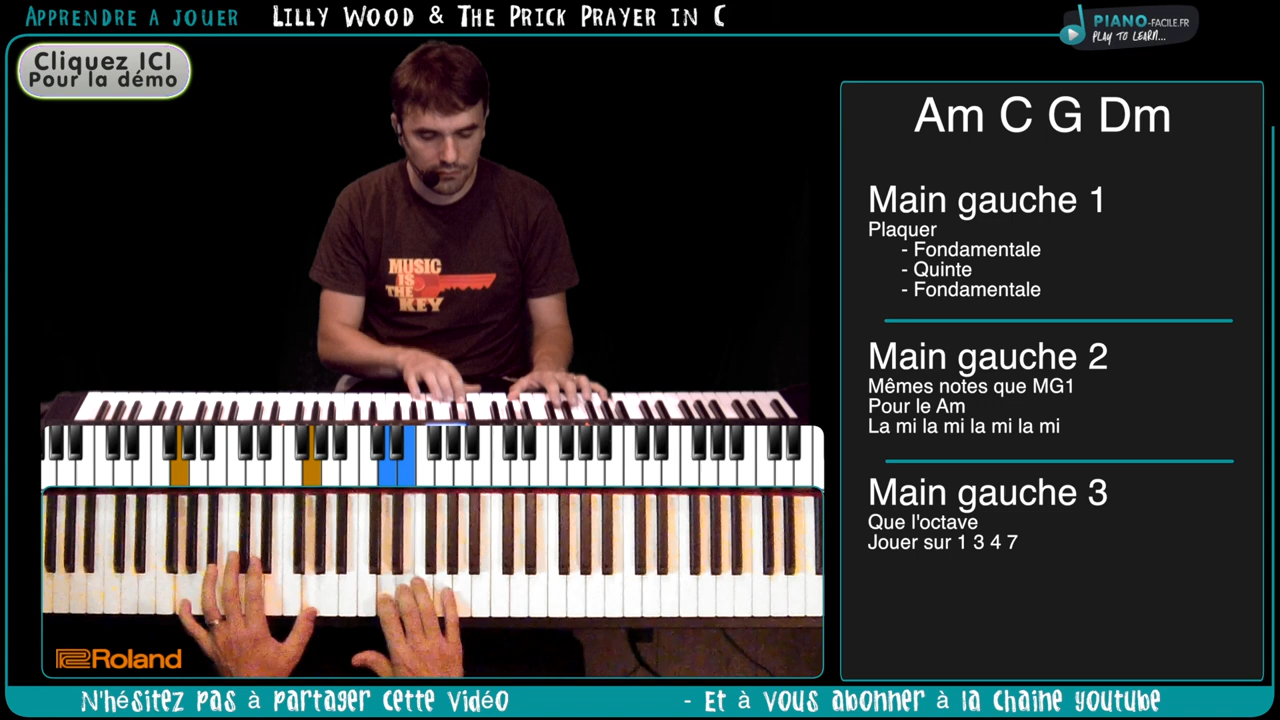 Apprendre a jouer Lilly Wood & The Prick Prayer in C
PIANO-FACILE.FR
PLAY TO LEARN...
Cliquez ICI
Pour la démo
Am C G Dm
Main gauche 1
Plaquer
- Fondamentale
- Quinte
- Fondamentale
Main gauche 2
Mêmes notes que MG1
Pour le Am
La mi la mi la mi la mi
Main gauche 3
Que l'octave
Jouer sur 1 3 4 7
MUSIC
IS
THE
KEY
Roland
N'hésitez pas à partager cette vidéo - Et à vous abonner à la chaine youtube